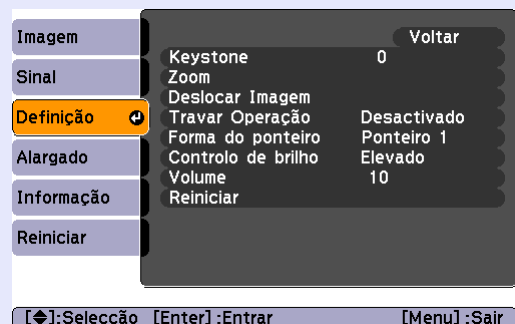 Imagem
Sinal
Definição
Alargado
Informação
Reiniciar
Voltar
Keystone 0
Zoom
Deslocar Imagem
Travar Operação Desactivado
Forma do ponteiro Ponteiro 1
Controlo de brilho Elevado
Volume 10
Reiniciar
[◆]:Selecção [Enter]:Entrar [Menu]:Sair